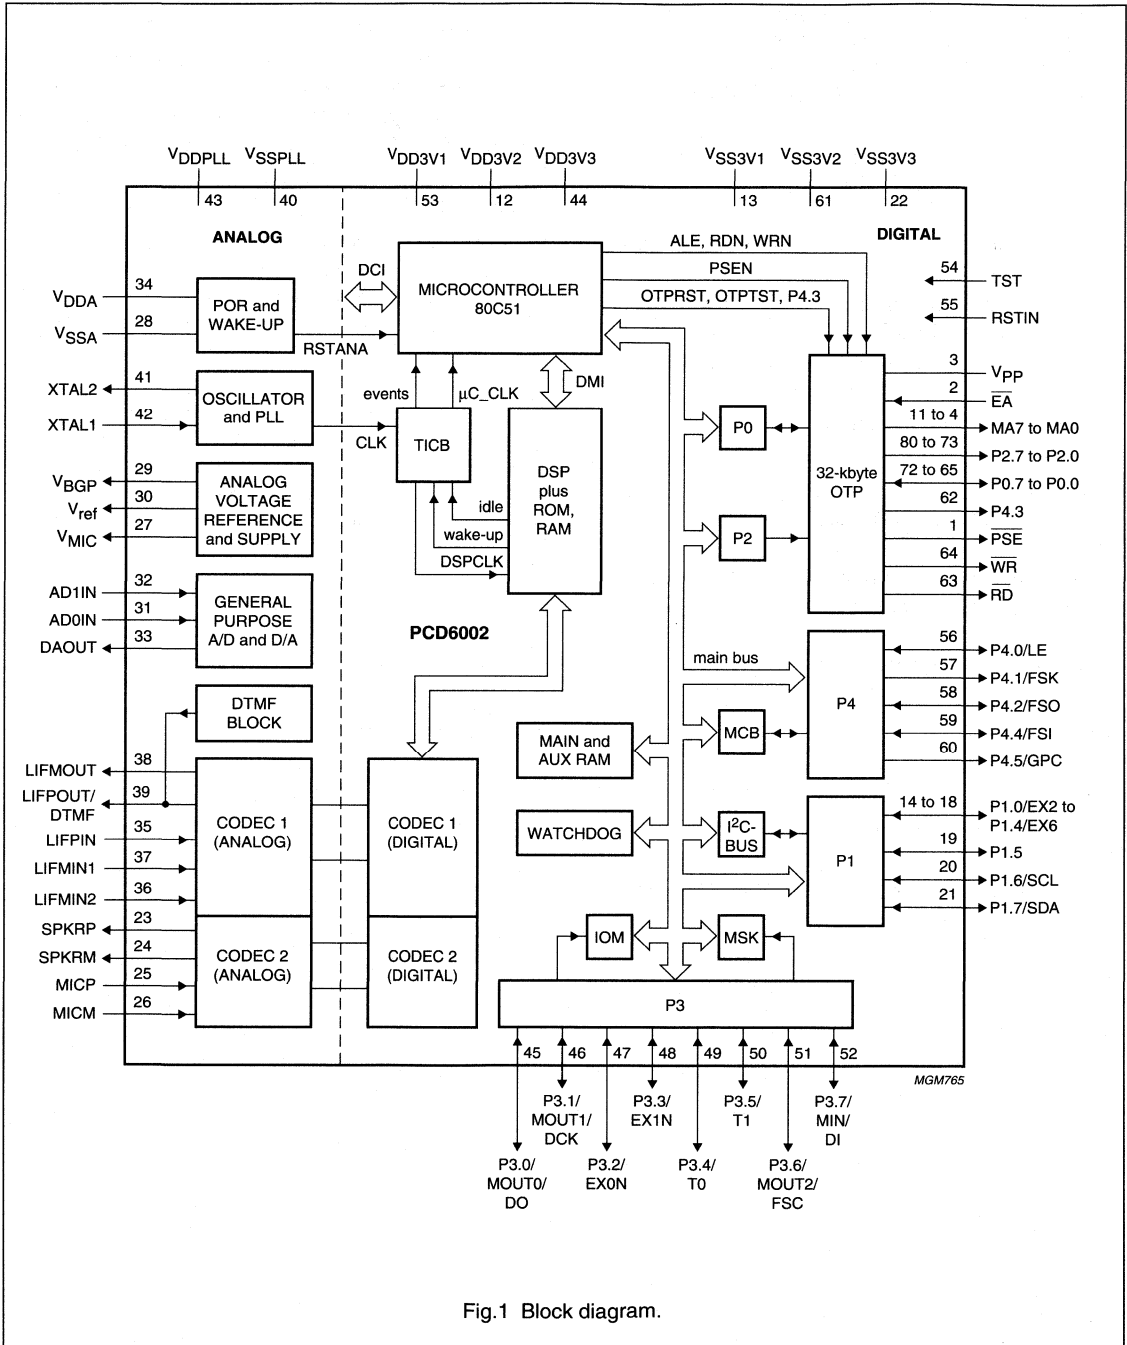 VDDPLL VSSPLL VDD3V1 VDD3V2 VDD3V3 VSS3V1 VSS3V2 VSS3V3
43 40 53 12 44 13 61 22
ANALOG
DIGITAL
ALE, RDN, WRN
PSEN
OTPRST, OTPTST, P4.3
DCI
MICROCONTROLLER
80C51
54 TST
55 RSTIN
VDDA 34
VSSA 28
POR and
WAKE-UP
RSTANA
XTAL2 41
XTAL1 42
OSCILLATOR
and PLL
CLK
events
μC_CLK
DMI
TICB
idle
wake-up
DSPCLK
DSP
plus
ROM,
RAM
VBGP 29
Vref 30
VMIC 27
ANALOG
VOLTAGE
REFERENCE
and SUPPLY
AD1IN 32
AD0IN 31
DAOUT 33
GENERAL
PURPOSE
A/D and D/A
PCD6002
P0
P2
32-kbyte
OTP
3 VPP
2 EA
11 to 4 MA7 to MA0
80 to 73 P2.7 to P2.0
72 to 65 P0.7 to P0.0
62 P4.3
1 PSE
64 WR
63 RD
main bus
P4
56 P4.0/LE
57 P4.1/FSK
58 P4.2/FSO
59 P4.4/FSI
60 P4.5/GPC
DTMF
BLOCK
MAIN and
AUX RAM
MCB
WATCHDOG
I2C-
BUS
P1
14 to 18 P1.0/EX2 to
P1.4/EX6
19 P1.5
20 P1.6/SCL
21 P1.7/SDA
LIFMOUT 38
LIFPOUT/
DTMF 39
LIFPIN 35
LIFMIN1 37
LIFMIN2 36
SPKRP 23
SPKRM 24
MICP 25
MICM 26
CODEC 1
(ANALOG)
CODEC 1
(DIGITAL)
CODEC 2
(ANALOG)
CODEC 2
(DIGITAL)
IOM
MSK
P3
45 46 47 48 49 50 51 52
MGM765
P3.1/
MOUT1/
DCK
P3.3/
EX1N
P3.5/
T1
P3.7/
MIN/
DI
P3.0/
MOUT0/
DO
P3.2/
EX0N
P3.4/
T0
P3.6/
MOUT2/
FSC
Fig.1 Block diagram.